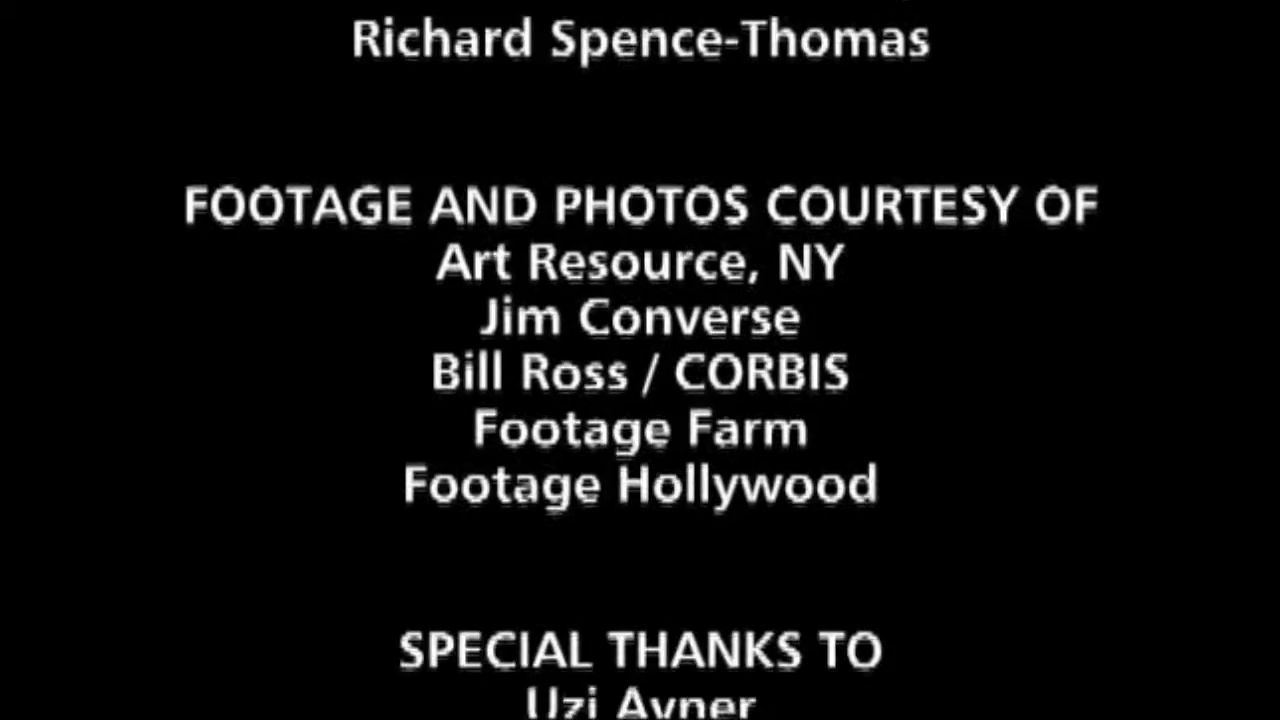 Richard Spence-Thomas
FOOTAGE AND PHOTOS COURTESY OF
Art Resource, NY
Jim Converse
Bill Ross / CORBIS
Footage Farm
Footage Hollywood
SPECIAL THANKS TO
Uzi Avner